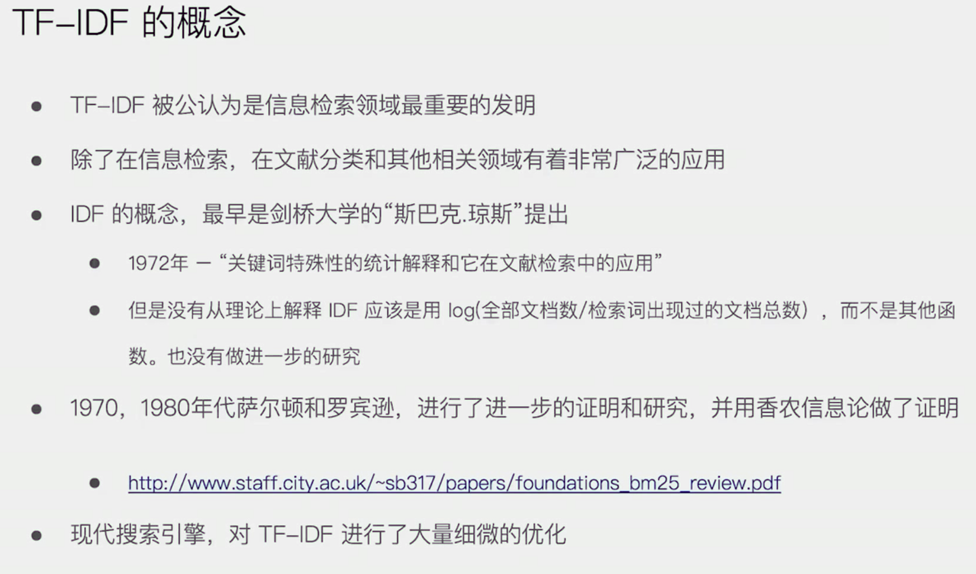 TF-IDF 的概念
● TF-IDF 被公认为是信息检索领域最重要的发明
● 除了在信息检索，在文献分类和其他相关领域有着非常广泛的应用
● IDF 的概念，最早是剑桥大学的“斯巴克.琼斯”提出
● 1972年 — “关键词特殊性的统计解释和它在文献检索中的应用”
● 但是没有从理论上解释 IDF 应该是用 log(全部文档数/检索词出现过的文档总数），而不是其他函
数。也没有做进一步的研究
● 1970，1980年代萨尔顿和罗宾逊，进行了进一步的证明和研究，并用香农信息论做了证明
● http://www.staff.city.ac.uk/~sb317/papers/foundations_bm25_review.pdf
● 现代搜索引擎，对 TF-IDF 进行了大量细微的优化